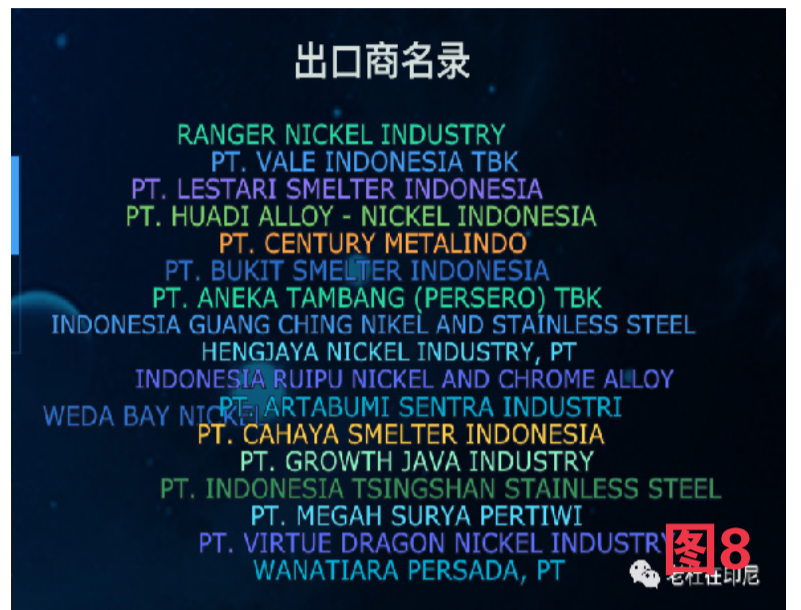 出口商名录
RANGER NICKEL INDUSTRY
PT. VALE INDONESIA TBK
PT. LESTARI SMELTER INDONESIA
PT. HUADI ALLOY - NICKEL INDONESIA
PT. CENTURY METALINDO
PT. BUKIT SMELTER INDONESIA
PT. ANEKA TAMBANG (PERSERO) TBK
INDONESIA GUANG CHING NIKEL AND STAINLESS STEEL
HENGJAYA NICKEL INDUSTRY, PT
INDONESIA RUIPU NICKEL AND CHROME ALLOY
PT. ARTABUMI SENTRA INDUSTRI
WEDA BAY NICKEL
PT. CAHAYA SMELTER INDONESIA
PT. GROWTH JAVA INDUSTRY
PT. INDONESIA TSINGSHAN STAINLESS STEEL
PT. MEGAH SURYA PERTIWI
PT. VIRTUE DRAGON NICKEL INDUSTRY
WANATIARA PERSADA, PT
图8
老杜在印尼